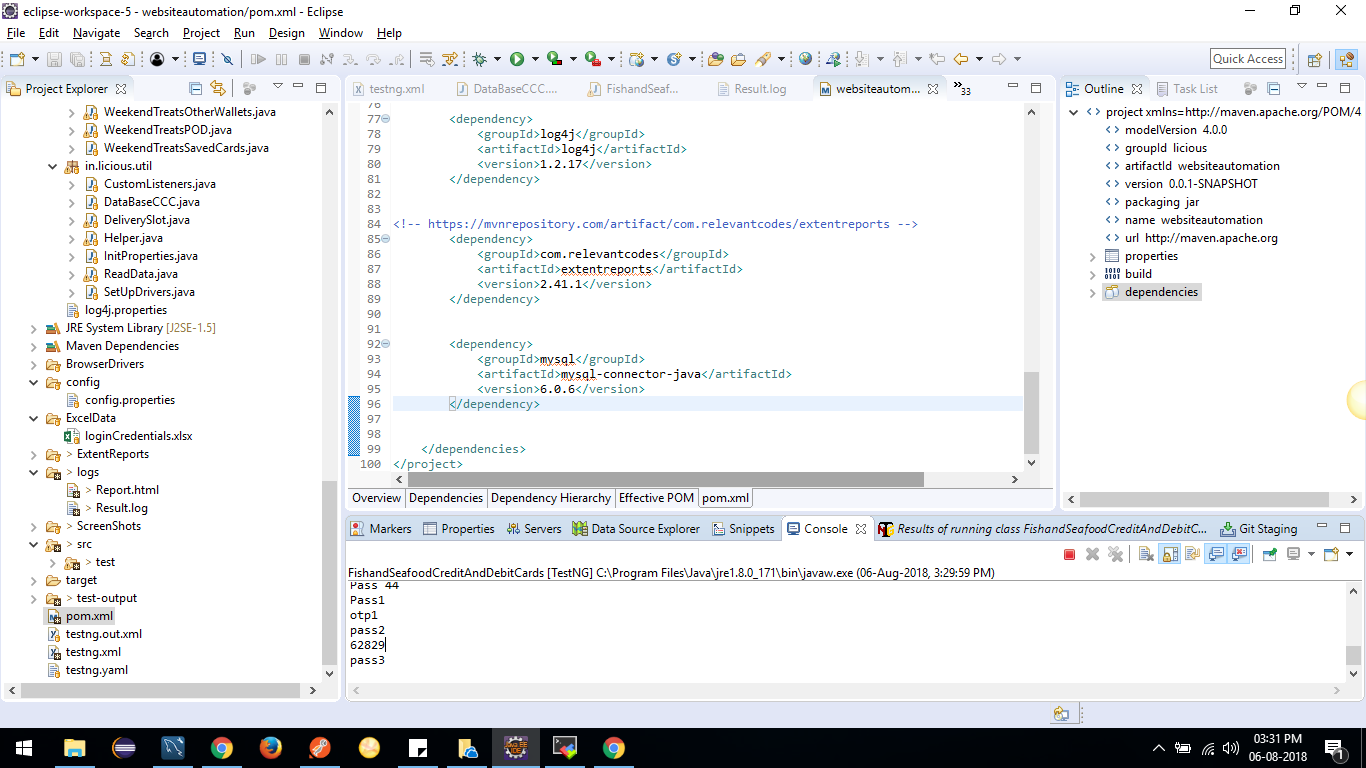 eclipse-workspace-5 - websiteautomation/pom.xml - Eclipse
File Edit Navigate Search Project Run Design Window Help
Quick Access
Project Explorer
WeekendTreatsOtherWallets.java
WeekendTreatsPOD.java
WeekendTreatsSavedCards.java
in.licious.util
CustomListeners.java
DataBaseCCC.java
DeliverySlot.java
Helper.java
InitProperties.java
ReadData.java
SetUpDrivers.java
log4j.properties
JRE System Library [J2SE-1.5]
Maven Dependencies
BrowserDrivers
config
config.properties
ExcelData
loginCredentials.xlsx
> ExtentReports
> logs
> Report.html
> Result.log
> ScreenShots
> src
> test
target
> test-output
pom.xml
testng.out.xml
testng.xml
testng.yaml
testng.xml DataBaseCCC.... FishandSeaf... Result.log websiteautom... »33
76
77 <dependency>
78 <groupId>log4j</groupId>
79 <artifactId>log4j</artifactId>
80 <version>1.2.17</version>
81 </dependency>
82
83
84 <!-- https://mvnrepository.com/artifact/com.relevantcodes/extentreports -->
85 <dependency>
86 <groupId>com.relevantcodes</groupId>
87 <artifactId>extentreports</artifactId>
88 <version>2.41.1</version>
89 </dependency>
90
91
92 <dependency>
93 <groupId>mysql</groupId>
94 <artifactId>mysql-connector-java</artifactId>
95 <version>6.0.6</version>
96 </dependency>
97
98
99 </dependencies>
100 </project>
Overview Dependencies Dependency Hierarchy Effective POM pom.xml
Outline Task List
project xmlns=http://maven.apache.org/POM/4
modelVersion 4.0.0
groupId licious
artifactId websiteautomation
version 0.0.1-SNAPSHOT
packaging jar
name websiteautomation
url http://maven.apache.org
properties
build
dependencies
Markers Properties Servers Data Source Explorer Snippets Console Results of running class FishandSeafoodCreditAndDebitC... Git Staging
FishandSeafoodCreditAndDebitCards [TestNG] C:\Program Files\Java\jre1.8.0_171\bin\javaw.exe (06-Aug-2018, 3:29:59 PM)
Pass 44
Pass1
otp1
pass2
62829
pass3
03:31 PM
06-08-2018
1